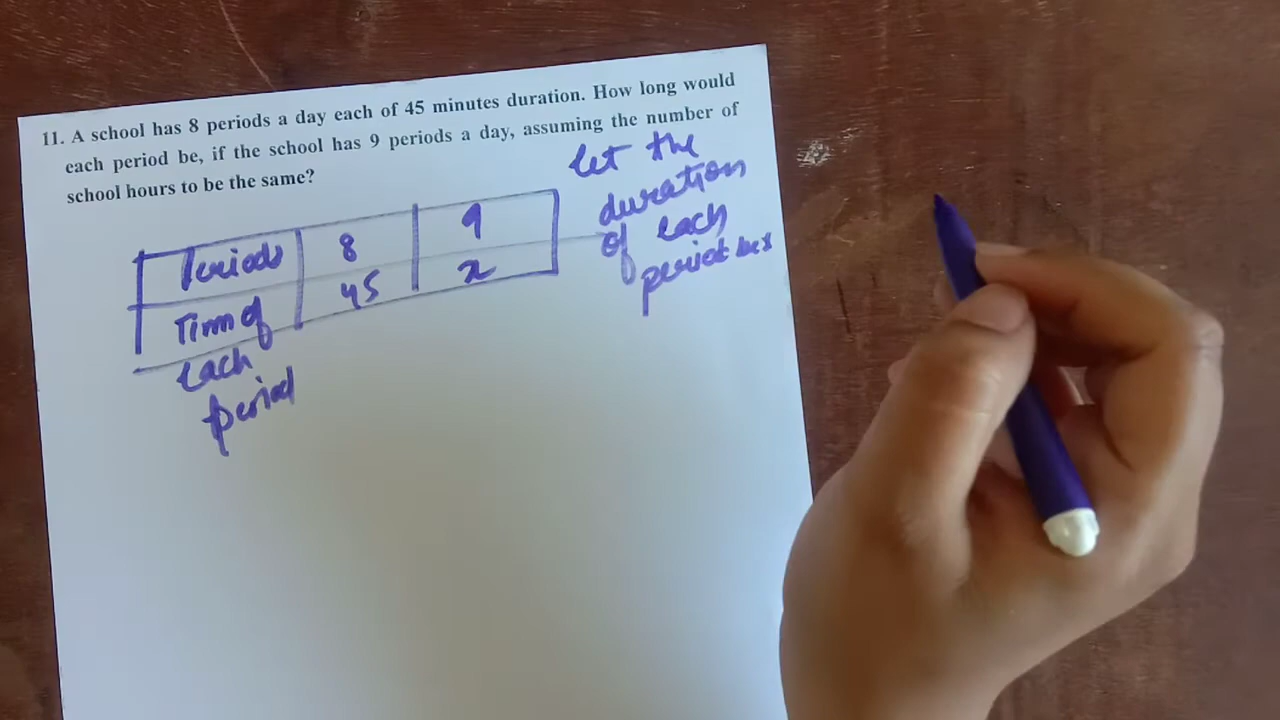 11. A school has 8 periods a day each of 45 minutes duration. How long would
each period be, if the school has 9 periods a day, assuming the number of
school hours to be the same?
let the
duration
of each
period be x
Periods 8 9
Time of 45 x
each
period